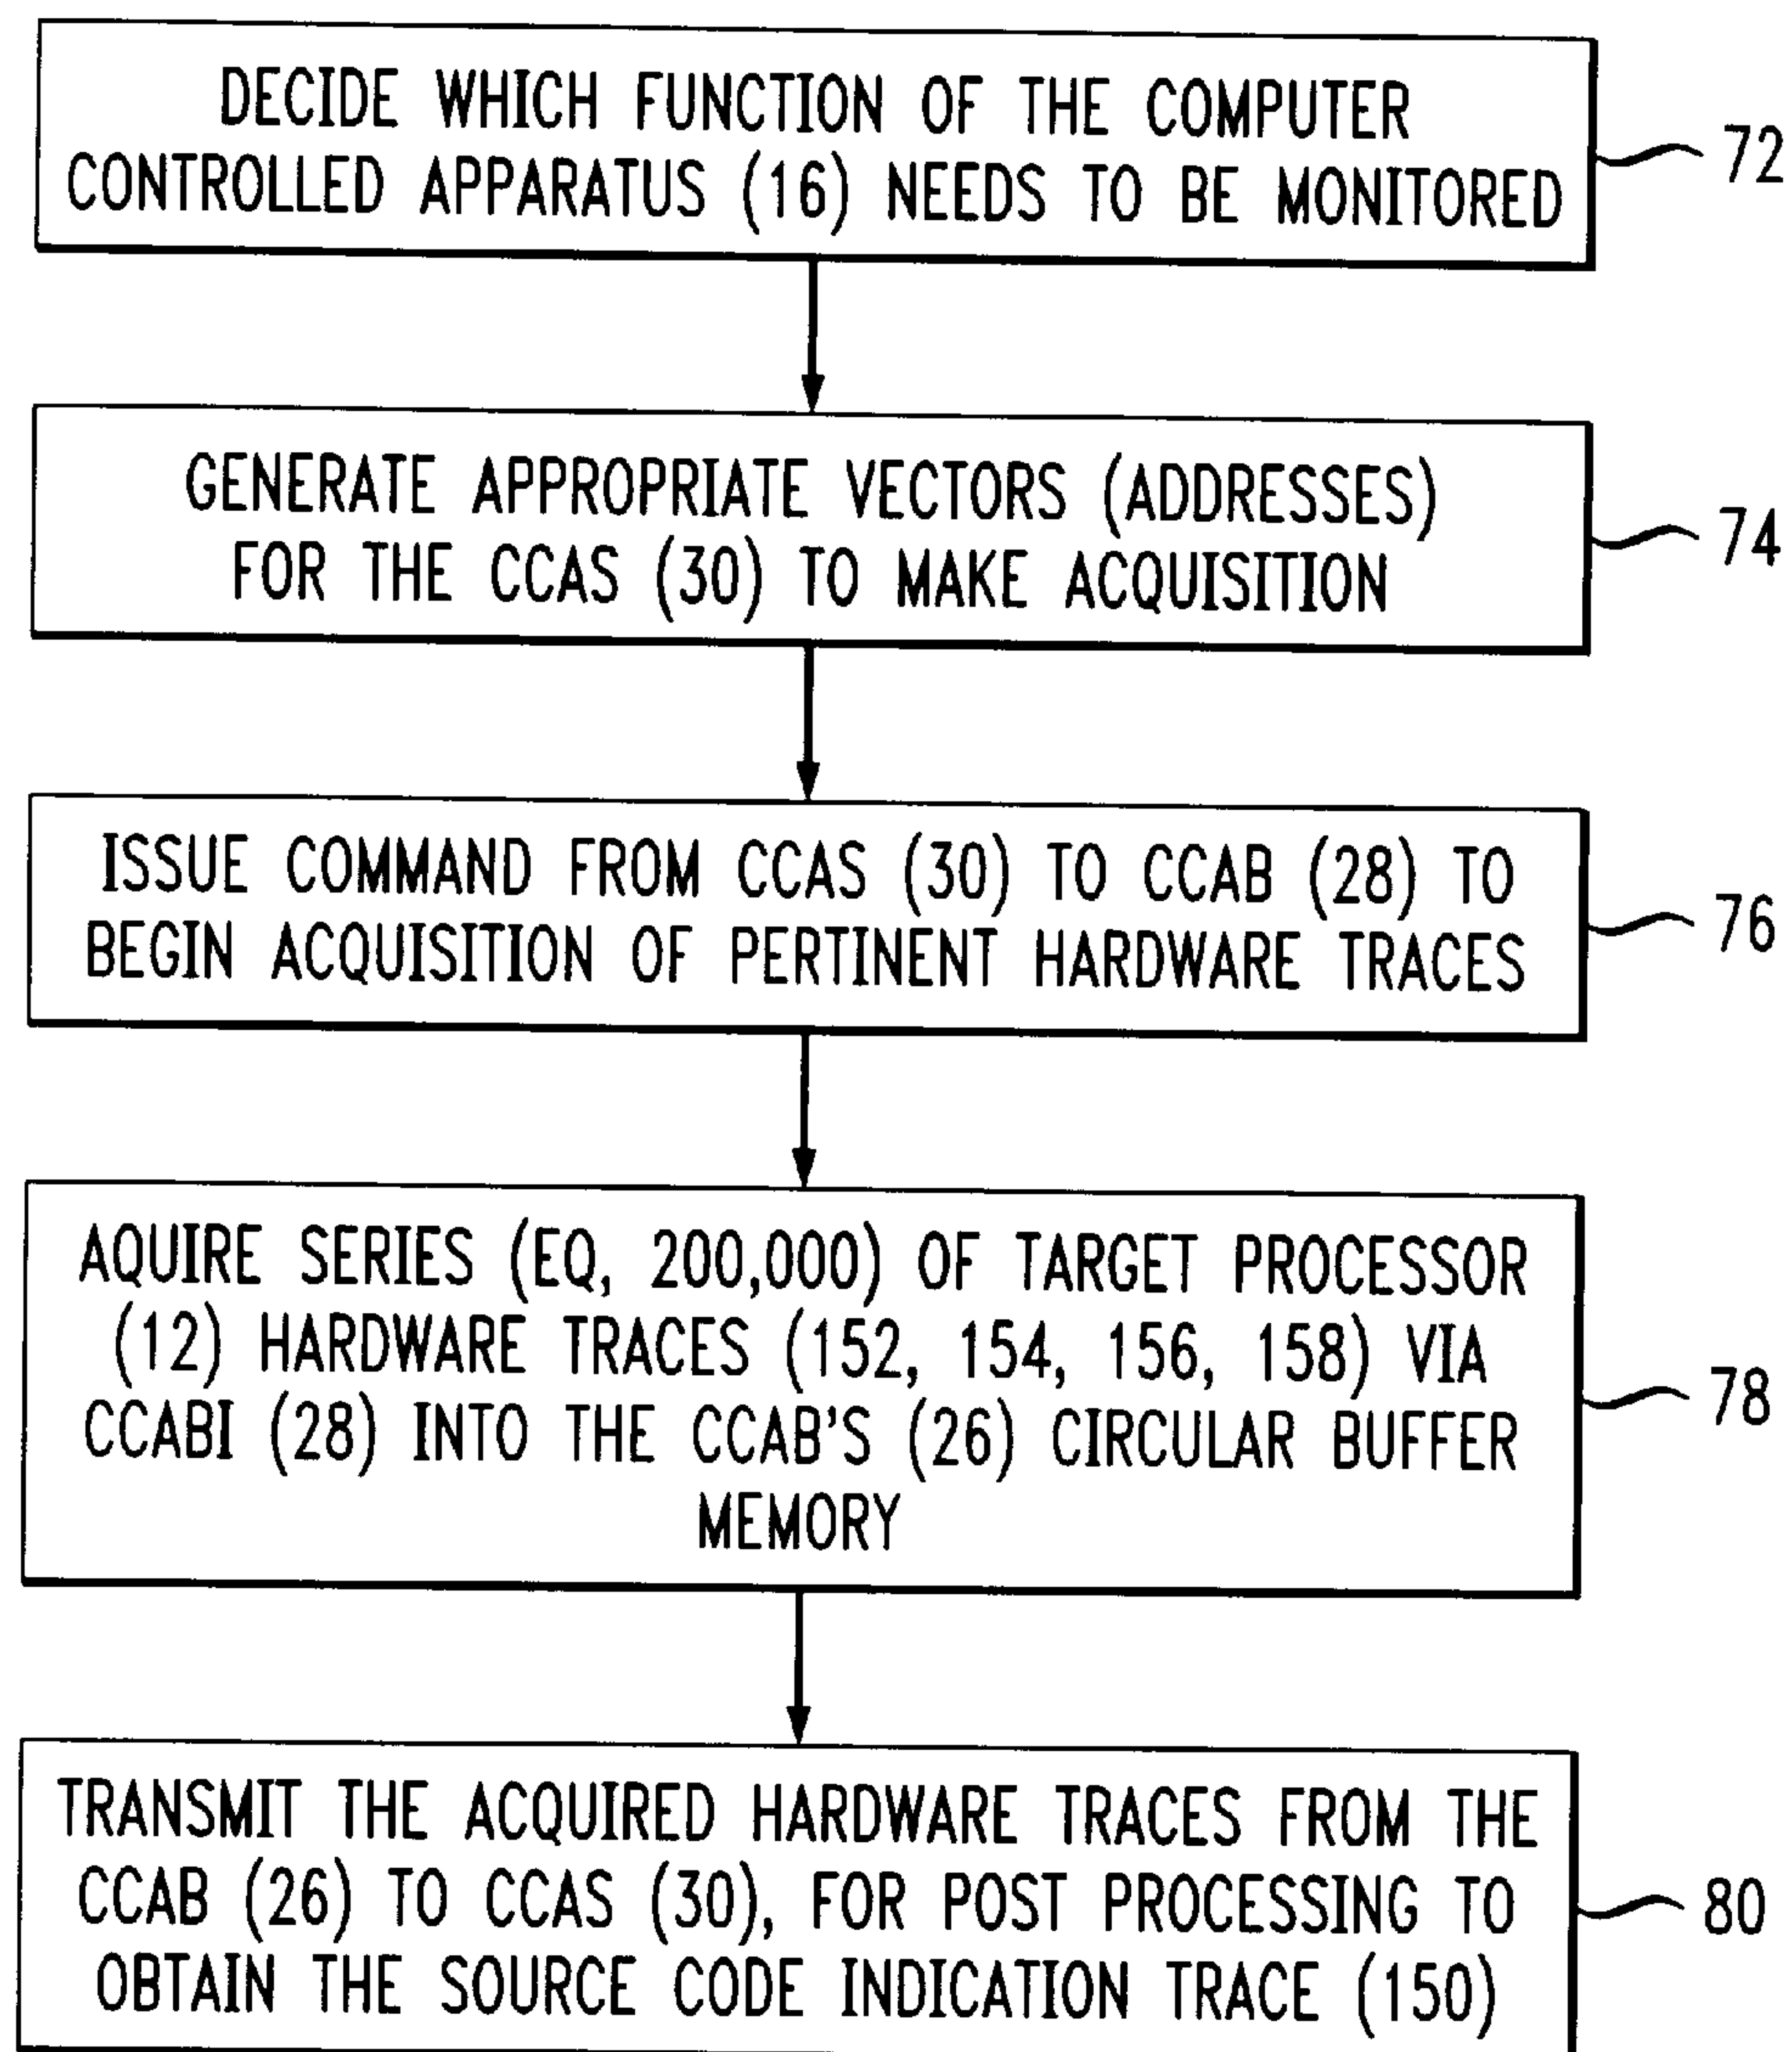 DECIDE WHICH FUNCTION OF THE COMPUTER
CONTROLLED APPARATUS (16) NEEDS TO BE MONITORED
72
GENERATE APPROPRIATE VECTORS (ADDRESSES)
FOR THE CCAS (30) TO MAKE ACQUISITION
74
ISSUE COMMAND FROM CCAS (30) TO CCAB (28) TO
BEGIN ACQUISITION OF PERTINENT HARDWARE TRACES
76
AQUIRE SERIES (EQ, 200,000) OF TARGET PROCESSOR
(12) HARDWARE TRACES (152, 154, 156, 158) VIA
CCABI (28) INTO THE CCAB'S (26) CIRCULAR BUFFER
MEMORY
78
TRANSMIT THE ACQUIRED HARDWARE TRACES FROM THE
CCAB (26) TO CCAS (30), FOR POST PROCESSING TO
OBTAIN THE SOURCE CODE INDICATION TRACE (150)
80